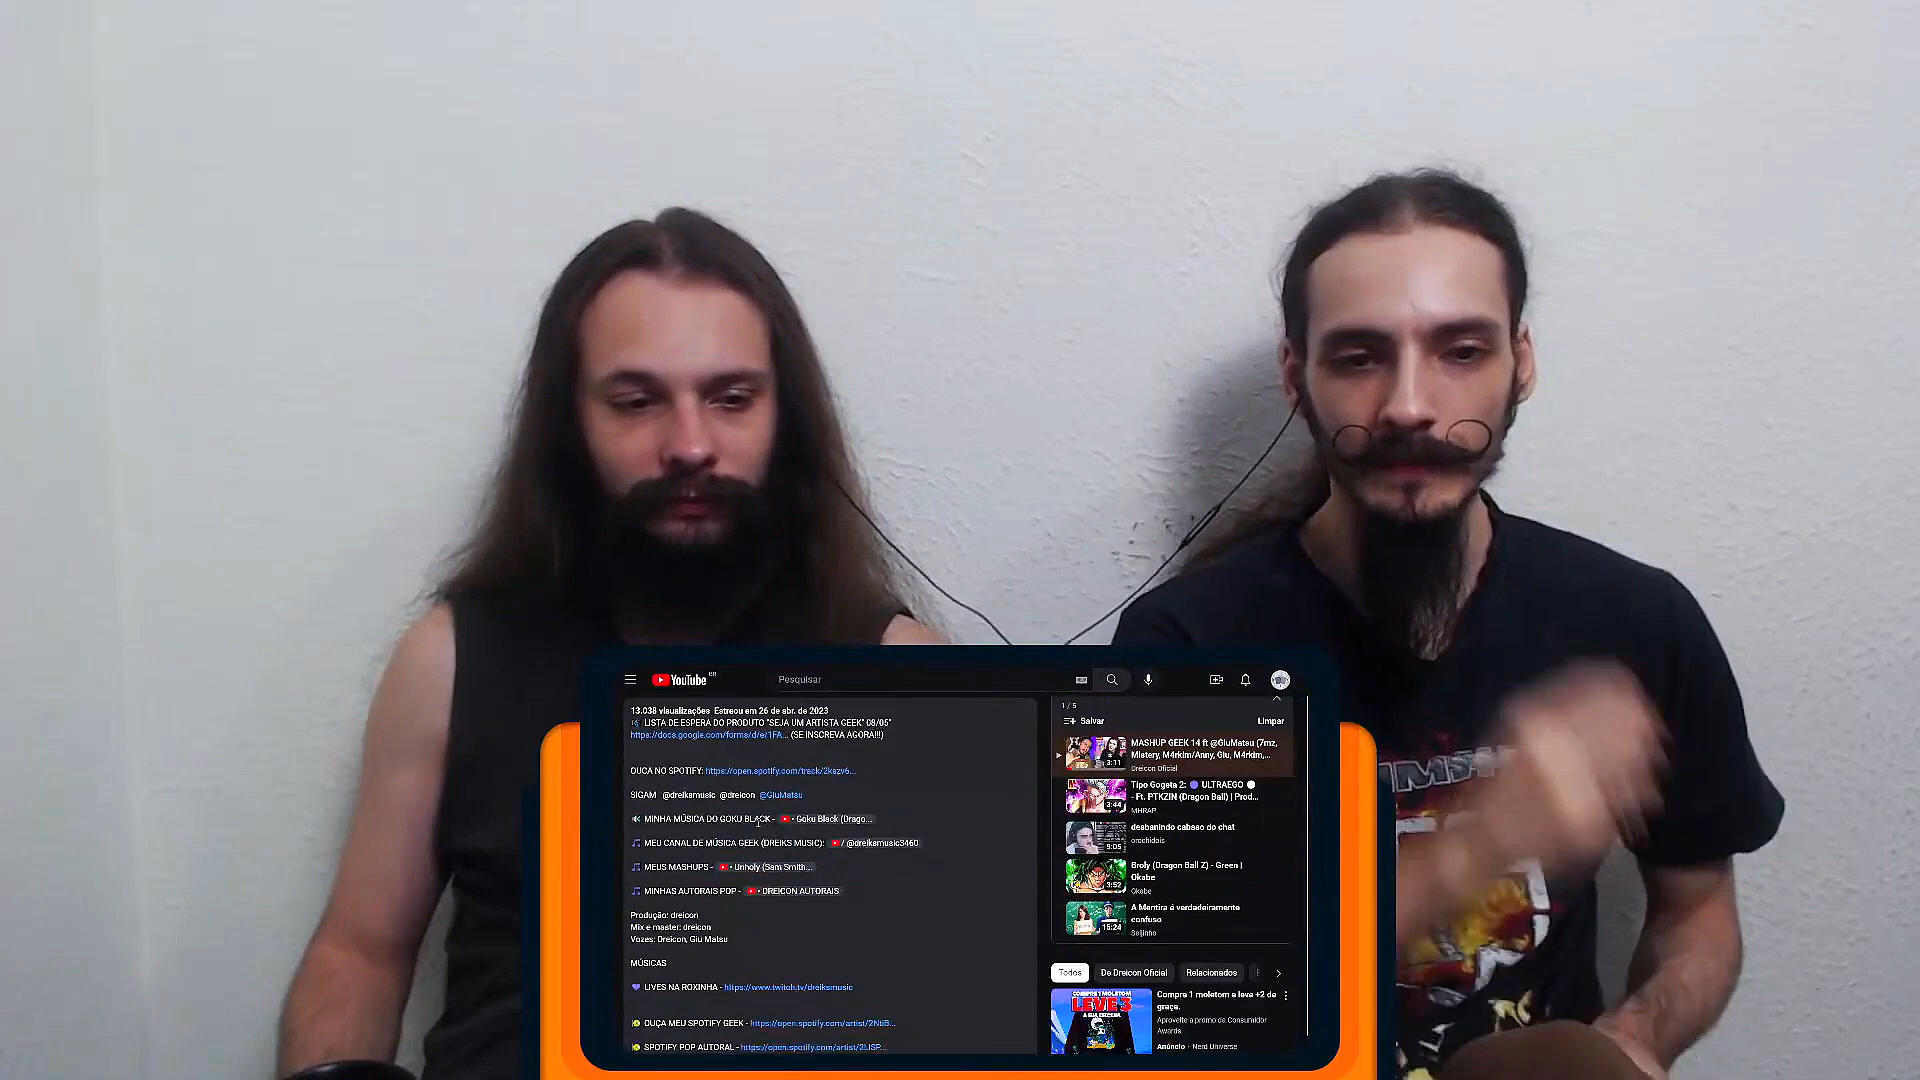 YouTube BR
Pesquisar
13.038 visualizações Estreou em 26 de abr. de 2023
LISTA DE ESPERA DO PRODUTO "SEJA UM ARTISTA GEEK" 08/05"
https://docs.google.com/forms/d/e/1FA... (SE INSCREVA AGORA!!!)
OUCA NO SPOTIFY: https://open.spotify.com/track/2kszv6...
SIGAM @dreiksmusic @dreicon @GiuMatsu
MINHA MÚSICA DO GOKU BLACK - • Goku Black (Drago...
MEU CANAL DE MÚSICA GEEK (DREIKS MUSIC): / @dreiksmusic3460
MEUS MASHUPS - • Unholy (Sam Smith...
MINHAS AUTORAIS POP - • DREICON AUTORAIS
Produção: dreicon
Mix e master: dreicon
Vozes: Dreicon, Giu Matsu
MÚSICAS
LIVES NA ROXINHA - https://www.twitch.tv/dreiksmusic
OUÇA MEU SPOTIFY GEEK - https://open.spotify.com/artist/2NtiB...
SPOTIFY POP AUTORAL - https://open.spotify.com/artist/2LISP...
1 / 5
Salvar
Limpar
MASHUP GEEK 14 ft @GiuMatsu (7mz,
Mistery, M4rkim/Anny, Giu, M4rkim,...
Dreicon Oficial
3:11
Tipo Gogeta 2: ULTRAEGO
- Ft. PTKZIN (Dragon Ball) | Prod...
MHRAP
3:44
desbanindo cabaso do chat
orochidois
9:05
Broly (Dragon Ball Z) - Green |
Okabe
Okabe
3:52
A Mentira é verdadeiramente
confuso
Seijinho
15:24
Todos
De Dreicon Oficial
Relacionados
COMPRE 1 MOLETOM
LEVE 3
A SUA ESCOLHA
Compre 1 moletom e leve +2 de
graça.
Aproveite a promo da Consumidor
Awards.
Anúncio · Nerd Universe